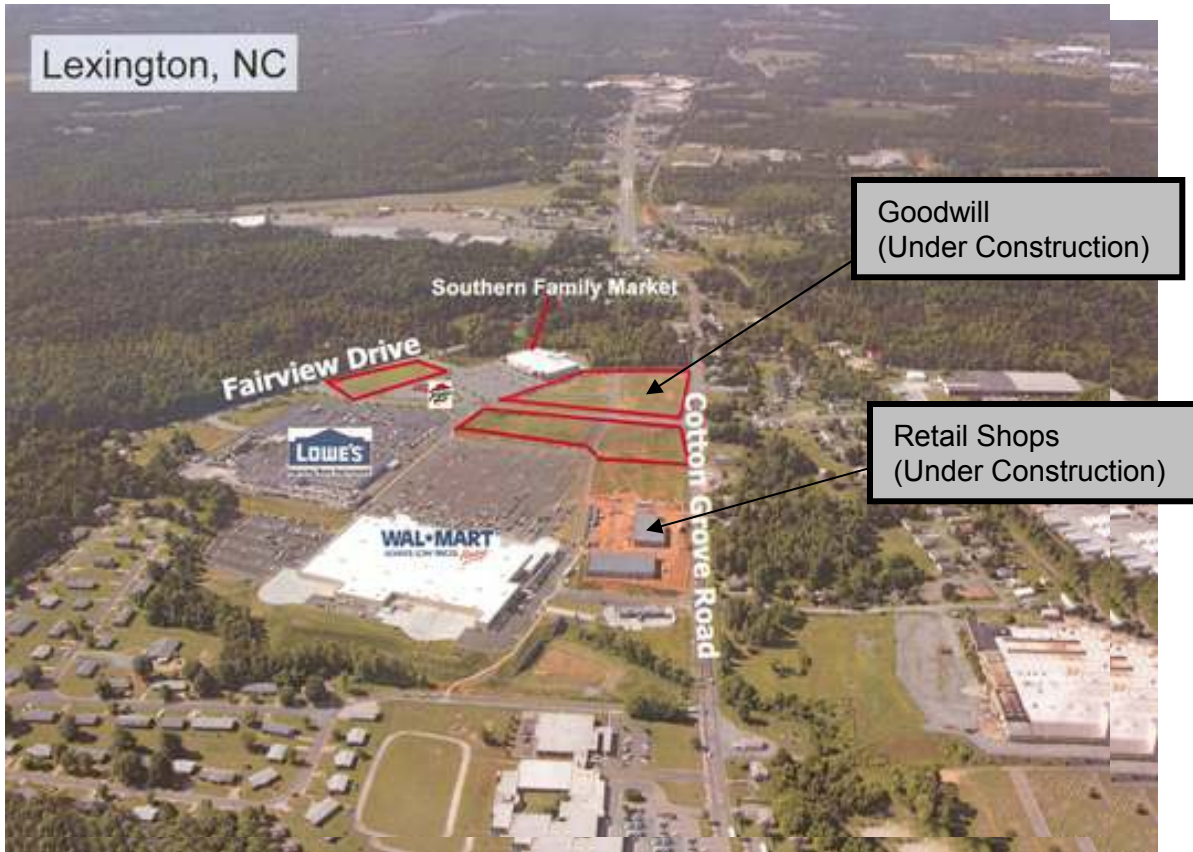 Lexington, NC
Goodwill
(Under Construction)
Southern Family Market
Fairview Drive
LOWE'S
Cotton Grove Road
Retail Shops
(Under Construction)
WAL•MART